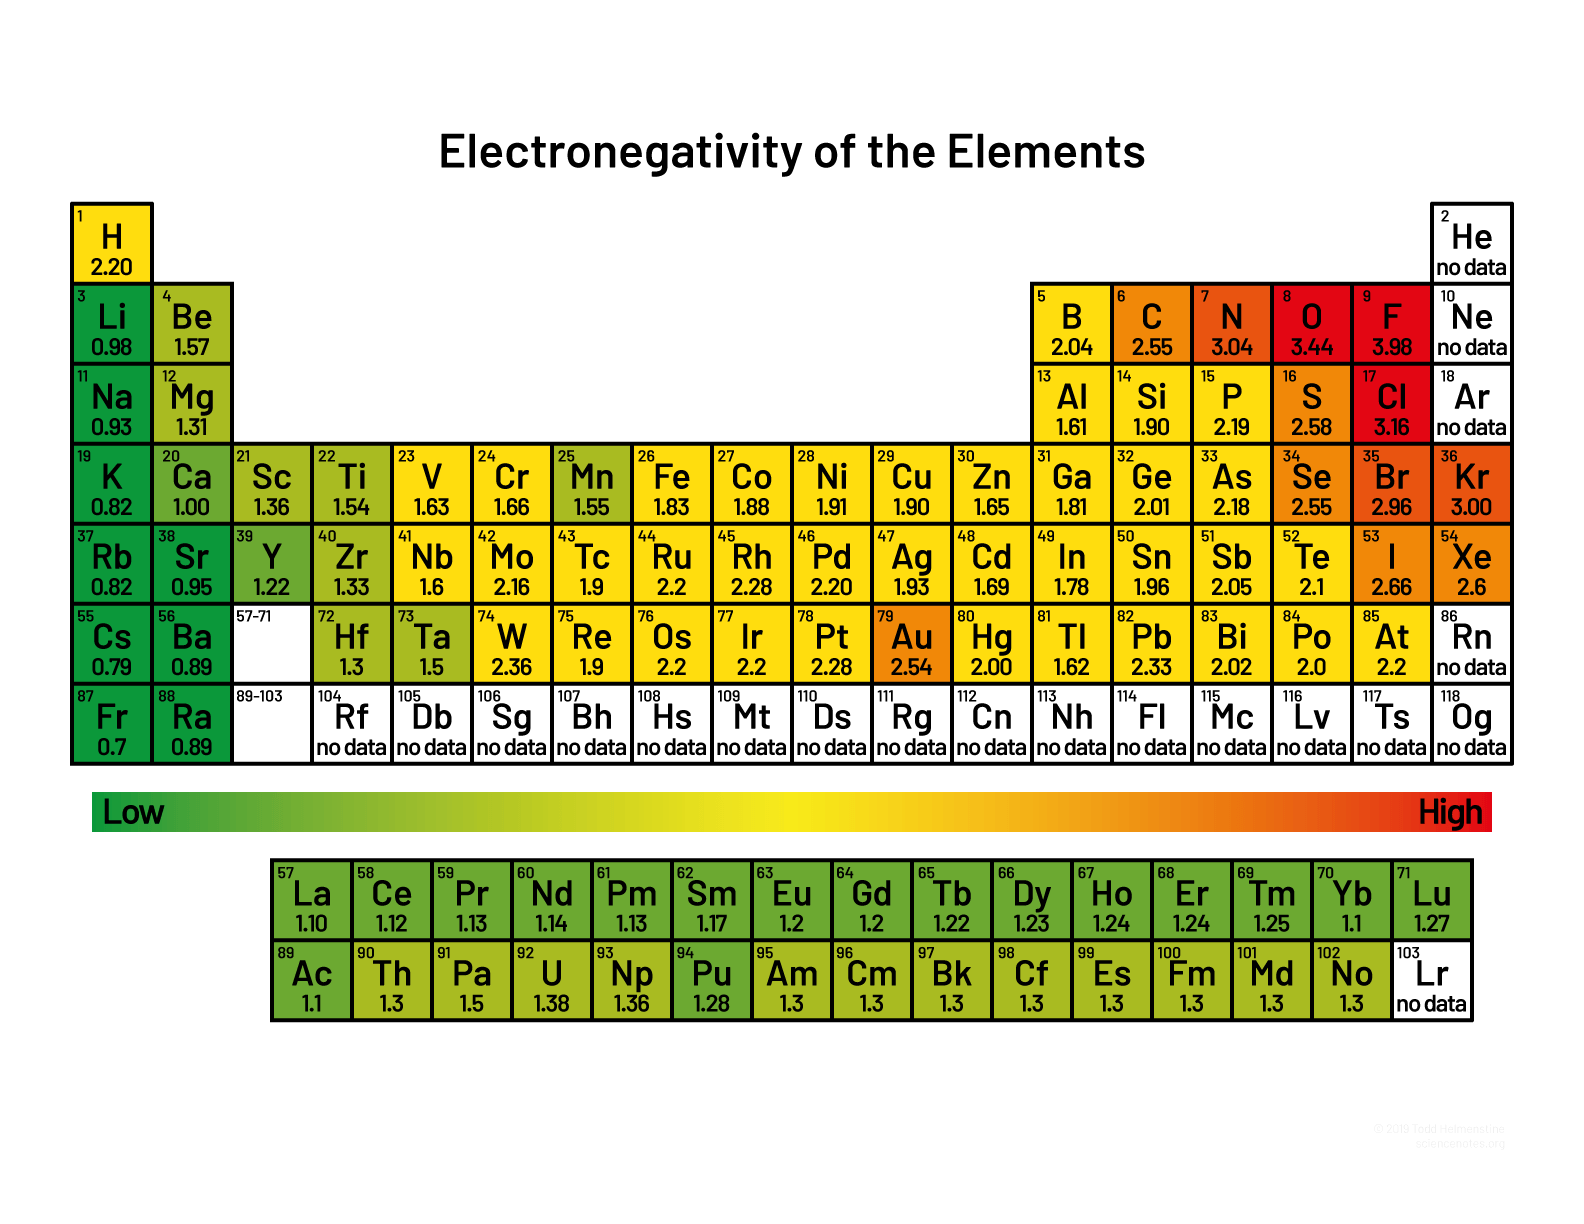 Electronegativity of the Elements
1 2
H He
2.20 no data
3 4 5 6 7 8 9 10
Li Be B C N O F Ne
0.98 1.57 2.04 2.55 3.04 3.44 3.98 no data
11 12 13 14 15 16 17 18
Na Mg Al Si P S Cl Ar
0.93 1.31 1.61 1.90 2.19 2.58 3.16 no data
19 20 21 22 23 24 25 26 27 28 29 30 31 32 33 34 35 36
K Ca Sc Ti V Cr Mn Fe Co Ni Cu Zn Ga Ge As Se Br Kr
0.82 1.00 1.36 1.54 1.63 1.66 1.55 1.83 1.88 1.91 1.90 1.65 1.81 2.01 2.18 2.55 2.96 3.00
37 38 39 40 41 42 43 44 45 46 47 48 49 50 51 52 53 54
Rb Sr Y Zr Nb Mo Tc Ru Rh Pd Ag Cd In Sn Sb Te I Xe
0.82 0.95 1.22 1.33 1.6 2.16 1.9 2.2 2.28 2.20 1.93 1.69 1.78 1.96 2.05 2.1 2.66 2.6
55 56 57-71 72 73 74 75 76 77 78 79 80 81 82 83 84 85 86
Cs Ba Hf Ta W Re Os Ir Pt Au Hg Tl Pb Bi Po At Rn
0.79 0.89 1.3 1.5 2.36 1.9 2.2 2.2 2.28 2.54 2.00 1.62 2.33 2.02 2.0 2.2 no data
87 88 89-103 104 105 106 107 108 109 110 111 112 113 114 115 116 117 118
Fr Ra Rf Db Sg Bh Hs Mt Ds Rg Cn Nh Fl Mc Lv Ts Og
0.7 0.89 no data no data no data no data no data no data no data no data no data no data no data no data no data no data no data
Low High
57 58 59 60 61 62 63 64 65 66 67 68 69 70 71
La Ce Pr Nd Pm Sm Eu Gd Tb Dy Ho Er Tm Yb Lu
1.10 1.12 1.13 1.14 1.13 1.17 1.2 1.2 1.22 1.23 1.24 1.24 1.25 1.1 1.27
89 90 91 92 93 94 95 96 97 98 99 100 101 102 103
Ac Th Pa U Np Pu Am Cm Bk Cf Es Fm Md No Lr
1.1 1.3 1.5 1.38 1.36 1.28 1.3 1.3 1.3 1.3 1.3 1.3 1.3 1.3 no data
© 2019 Todd Helmenstine
sciencenotes.org